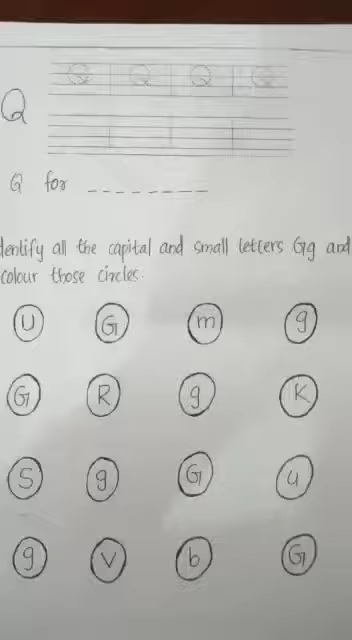 Q Q Q Q
Q
G for _ _ _ _ _ _ _ _
dentify all the capital and small letters Gg and
colour those circles.
U G m g
G R g K
S g G u
g V b G